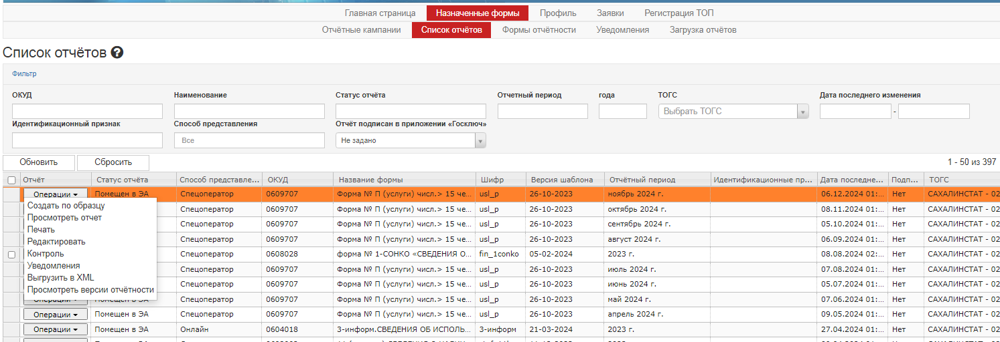 Главная страница Назначенные формы Профиль Заявки Регистрация ТОП
Отчётные кампании Список отчётов Формы отчётности Уведомления Загрузка отчётов
Список отчётов ?
Фильтр
ОКУД Наименование Статус отчёта Отчетный период года ТОГС Дата последнего изменения
Выбрать ТОГС -
Идентификационный признак Способ представления Отчёт подписан в приложении «Госключ»
Все Не задано
Обновить Сбросить 1 - 50 из 397
Отчёт Статус отчёта Способ представле... ОКУД Название формы Шифр Версия шаблона Отчётный период Идентификационные пр... Дата последне... Подп... ТОГС
Операции Помещен в ЭА Спецоператор 0609707 Форма № П (услуги) числ.> 15 че... usl_p 26-10-2023 ноябрь 2024 г. 06.12.2024 01:... Нет САХАЛИНСТАТ - 02
Создать по образцу Спецоператор 0609707 Форма № П (услуги) числ.> 15 че... usl_p 26-10-2023 октябрь 2024 г. 08.11.2024 01:... Нет САХАЛИНСТАТ - 02
Просмотреть отчет
Печать Спецоператор 0609707 Форма № П (услуги) числ.> 15 че... usl_p 26-10-2023 сентябрь 2024 г. 05.10.2024 01:... Нет САХАЛИНСТАТ - 02
Редактировать Спецоператор 0609707 Форма № П (услуги) числ.> 15 че... usl_p 26-10-2023 август 2024 г. 06.09.2024 01:... Нет САХАЛИНСТАТ - 02
Контроль Спецоператор 0608028 форма № 1-СОНКО «СВЕДЕНИЯ О... fin_1conko 05-02-2024 2023 г. 08.08.2024 02:... Нет САХАЛИНСТАТ - 02
Уведомления Спецоператор 0609707 Форма № П (услуги) числ.> 15 че... usl_p 26-10-2023 июль 2024 г. 07.08.2024 01:... Нет САХАЛИНСТАТ - 02
Выгрузить в XML
Просмотреть версии отчётности Спецоператор 0609707 Форма № П (услуги) числ.> 15 че... usl_p 26-10-2023 июнь 2024 г. 05.07.2024 01:... Нет САХАЛИНСТАТ - 02
Операции Помещен в ЭА Спецоператор 0609707 Форма № П (услуги) числ.> 15 че... usl_p 26-10-2023 май 2024 г. 07.06.2024 01:... Нет САХАЛИНСТАТ - 02
Операции Помещен в ЭА Спецоператор 0609707 Форма № П (услуги) числ.> 15 че... usl_p 26-10-2023 апрель 2024 г. 09.05.2024 01:... Нет САХАЛИНСТАТ - 02
Операции Помещен в ЭА Онлайн 0604018 3-информ.СВЕДЕНИЯ ОБ ИСПОЛЬ... 3-информ 21-03-2024 2023 г. 27.04.2024 01:... Нет САХАЛИНСТАТ - 02